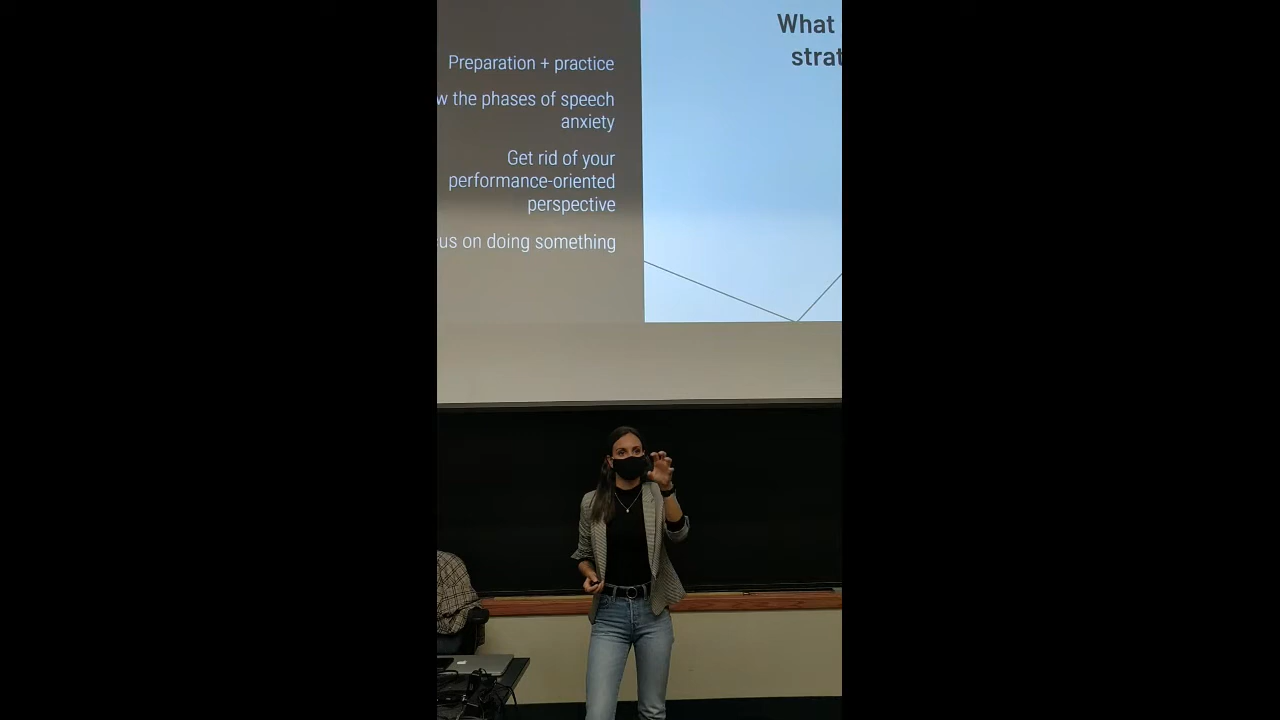 Preparation + practice
w the phases of speech
anxiety
Get rid of your
performance-oriented
perspective
us on doing something
What
strat